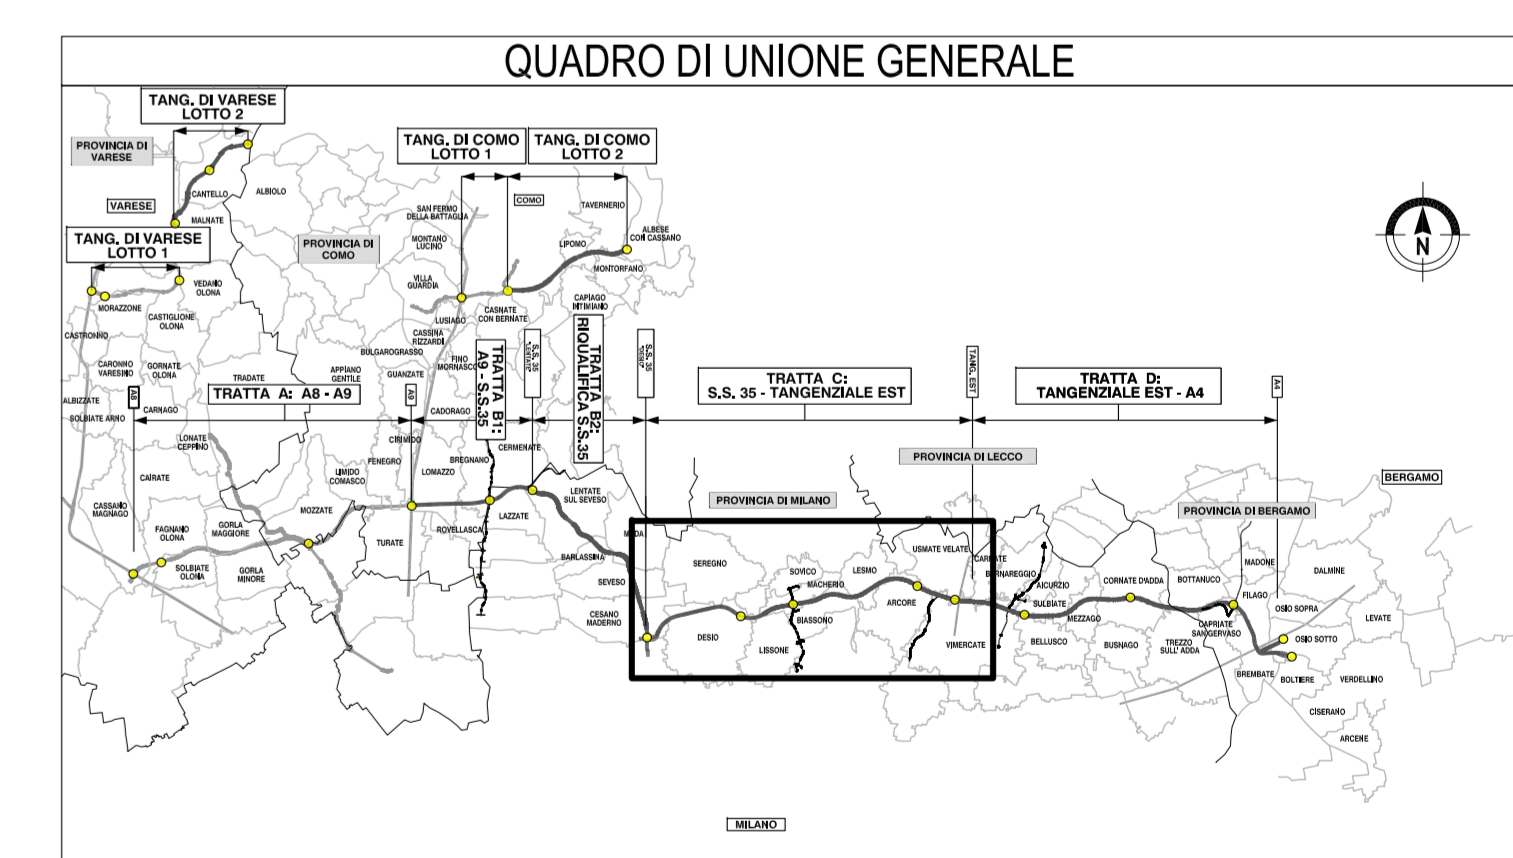 QUADRO DI UNIONE GENERALE
TANG. DI VARESE
LOTTO 2
PROVINCIA DI
VARESE
CANTELLO
ALBIOLO
VARESE
MALNATE
TANG. DI VARESE
LOTTO 1
VEDANO
OLONA
MORAZZONE
CASTIGLIONE
OLONA
CASTRONNO
CARONNO
VARESINO
GORNATE
OLONA
ALBIZZATE
SOLBIATE ARNO
CARNAGO
TRADATE
PROVINCIA DI
COMO
TANG. DI COMO
LOTTO 1
TANG. DI COMO
LOTTO 2
COMO
SAN FERMO
DELLA BATTAGLIA
MONTANO
LUCINO
TAVERNERIO
ALBESE
CON CASSANO
LIPOMO
MONTORFANO
VILLA
GUARDIA
CAPIAGO
INTIMIANO
LUSIAGO
CASNATE
CON BERNATE
CASSINA
RIZZARDI
BULGAROGRASSO
FINO
MORNASCO
APPIANO
GENTILE
GUANZATE
CADORAGO
N
A8
TRATTA A: A8 - A9
A9
TRATTA B1:
A9 - S.S.35
S.S. 35
"LENTATE"
TRATTA B2:
RIQUALIFICA S.S.35
S.S. 35
TRATTA C:
S.S. 35 - TANGENZIALE EST
TANG. EST
TRATTA D:
TANGENZIALE EST - A4
A4
LONATE
CEPPINO
CAIRATE
CASSANO
MAGNAGO
FAGNANO
OLONA
GORLA
MAGGIORE
SOLBIATE
OLONA
GORLA
MINORE
MOZZATE
LIMIDO
COMASCO
FENEGRO
CIRIMIDO
LOMAZZO
BREGNANO
CERMENATE
ROVELLASCA
TURATE
LAZZATE
LENTATE
SUL SEVESO
BARLASSINA
MEDA
SEVESO
CESANO
MADERNO
PROVINCIA DI MILANO
PROVINCIA DI LECCO
PROVINCIA DI BERGAMO
BERGAMO
SEREGNO
DESIO
SOVICO
MACHERIO
BIASSONO
LISSONE
LESMO
ARCORE
USMATE VELATE
CARNATE
VIMERCATE
BERNAREGGIO
AICURZIO
SULBIATE
BELLUSCO
MEZZAGO
CORNATE D'ADDA
BUSNAGO
BOTTANUCO
TREZZO
SULL' ADDA
CAPRIATE
SAN GERVASO
MADONE
FILAGO
DALMINE
OSIO SOPRA
OSIO SOTTO
LEVATE
BREMBATE
BOLTIERE
VERDELLINO
CISERANO
ARCENE
MILANO